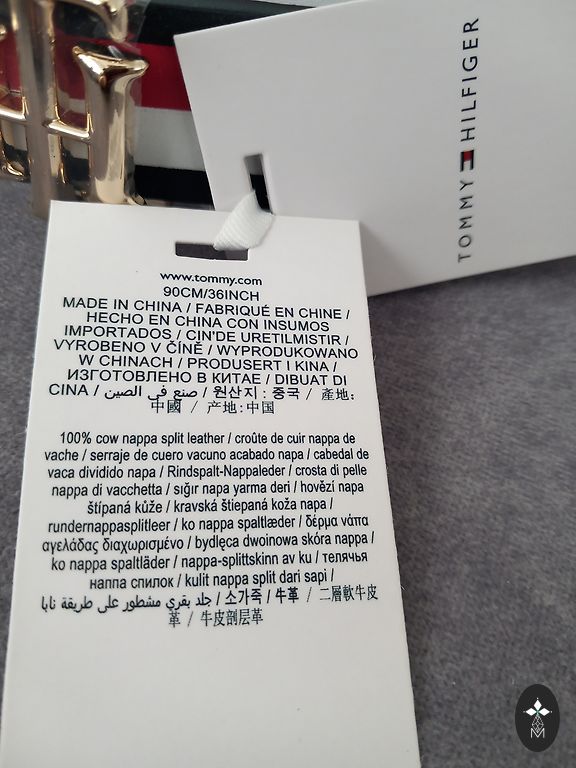 TOMMY HILFIGER
www.tommy.com
90CM/36INCH
MADE IN CHINA / FABRIQUÉ EN CHINE /
HECHO EN CHINA CON INSUMOS
IMPORTADOS / CIN'DE URETILMISTIR /
VYROBENO V ČÍNĚ / WYPRODUKOWANO
W CHINACH / PRODUSERT I KINA /
ИЗГОТОВЛЕНО В КИТАЕ / DIBUAT DI
CINA / صنع في الصين / 원산지 : 중국 / 產地:
中國 / 产地:中国
100% cow nappa split leather / croûte de cuir nappa de
vache / serraje de cuero vacuno acabado napa / cabedal de
vaca dividido napa / Rindspalt-Nappaleder / crosta di pelle
nappa di vacchetta / sığır napa yarma deri / hovězí napa
štípaná kůže / kravská štiepaná koža napa /
rundernappasplitleer / ko nappa spaltlæder / δέρμα νάπα
αγελάδας διαχωρισμένο / bydlęca dwoinowa skóra nappa /
ko nappa spaltläder / nappa-splittskinn av ku / телячья
наппа спилок / kulit nappa split dari sapi /
جلد بقري مشطور على طريقة نابا / 소가죽 / 牛革 / 二層軟牛皮
革 / 牛皮剖层革
M